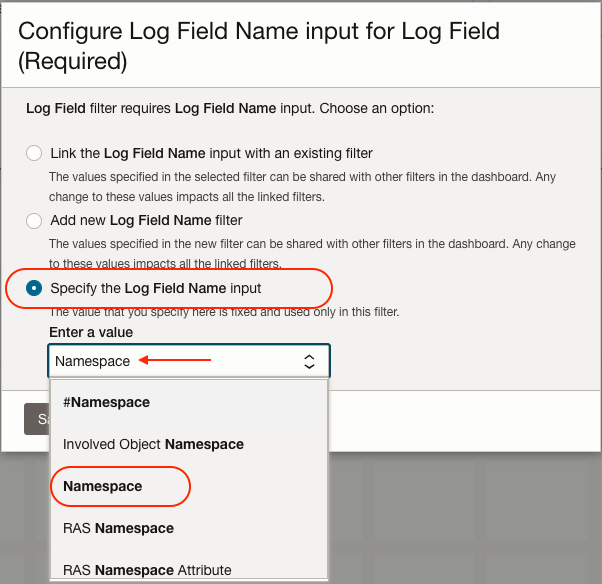 Configure Log Field Name input for Log Field
(Required)
Log Field filter requires Log Field Name input. Choose an option:
Link the Log Field Name input with an existing filter
The values specified in the selected filter can be shared with other filters in the dashboard. Any
change to these values impacts all the linked filters.
Add new Log Field Name filter
The values specified in the new filter can be shared with other filters in the dashboard. Any change
to these values impacts all the linked filters.
Specify the Log Field Name input
The value that you specify here is fixed and used only in this filter.
Enter a value
Namespace
#Namespace
Involved Object Namespace
Namespace
RAS Namespace
RAS Namespace Attribute